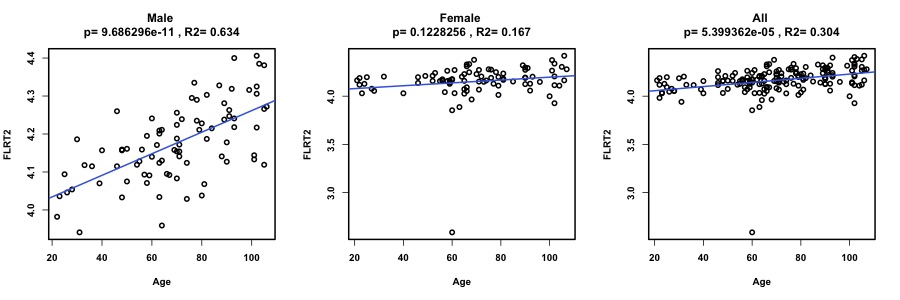 Male
p= 9.686296e-11 , R2= 0.634
FLRT2
4.4
4.3
4.2
4.1
4.0
20 40 60 80 100
Age
Female
p= 0.1228256 , R2= 0.167
FLRT2
4.0
3.5
3.0
20 40 60 80 100
Age
All
p= 5.399362e-05 , R2= 0.304
FLRT2
4.0
3.5
3.0
20 40 60 80 100
Age